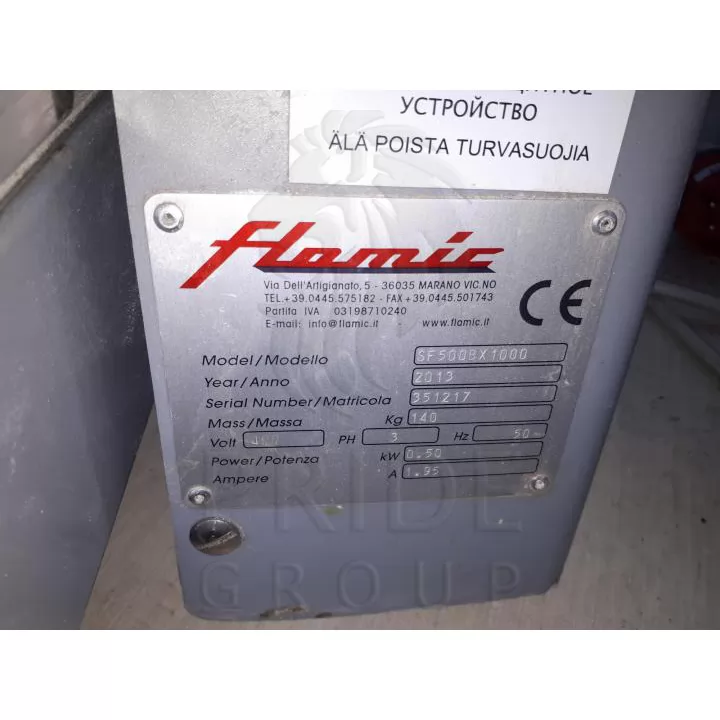 УСТРОЙСТВО
ÄLÄ POISTA TURVASUOJIA
flamic
Via Dell'Artigianato, 5 - 36035 MARANO VIC.NO
TEL.+39.0445.575182 - FAX +39.0445.501743
Partita IVA 03198710240
E-mail: info@flamic.it - www.flamic.it
CE
Model/Modello SF500BX1000
Year/Anno 2013
Serial Number/Matricola 351217
Mass/Massa Kg 140
Volt PH 3 Hz 50
Power/Potenza kW 0.50
Ampere A 1.95
RIDE
GROUP